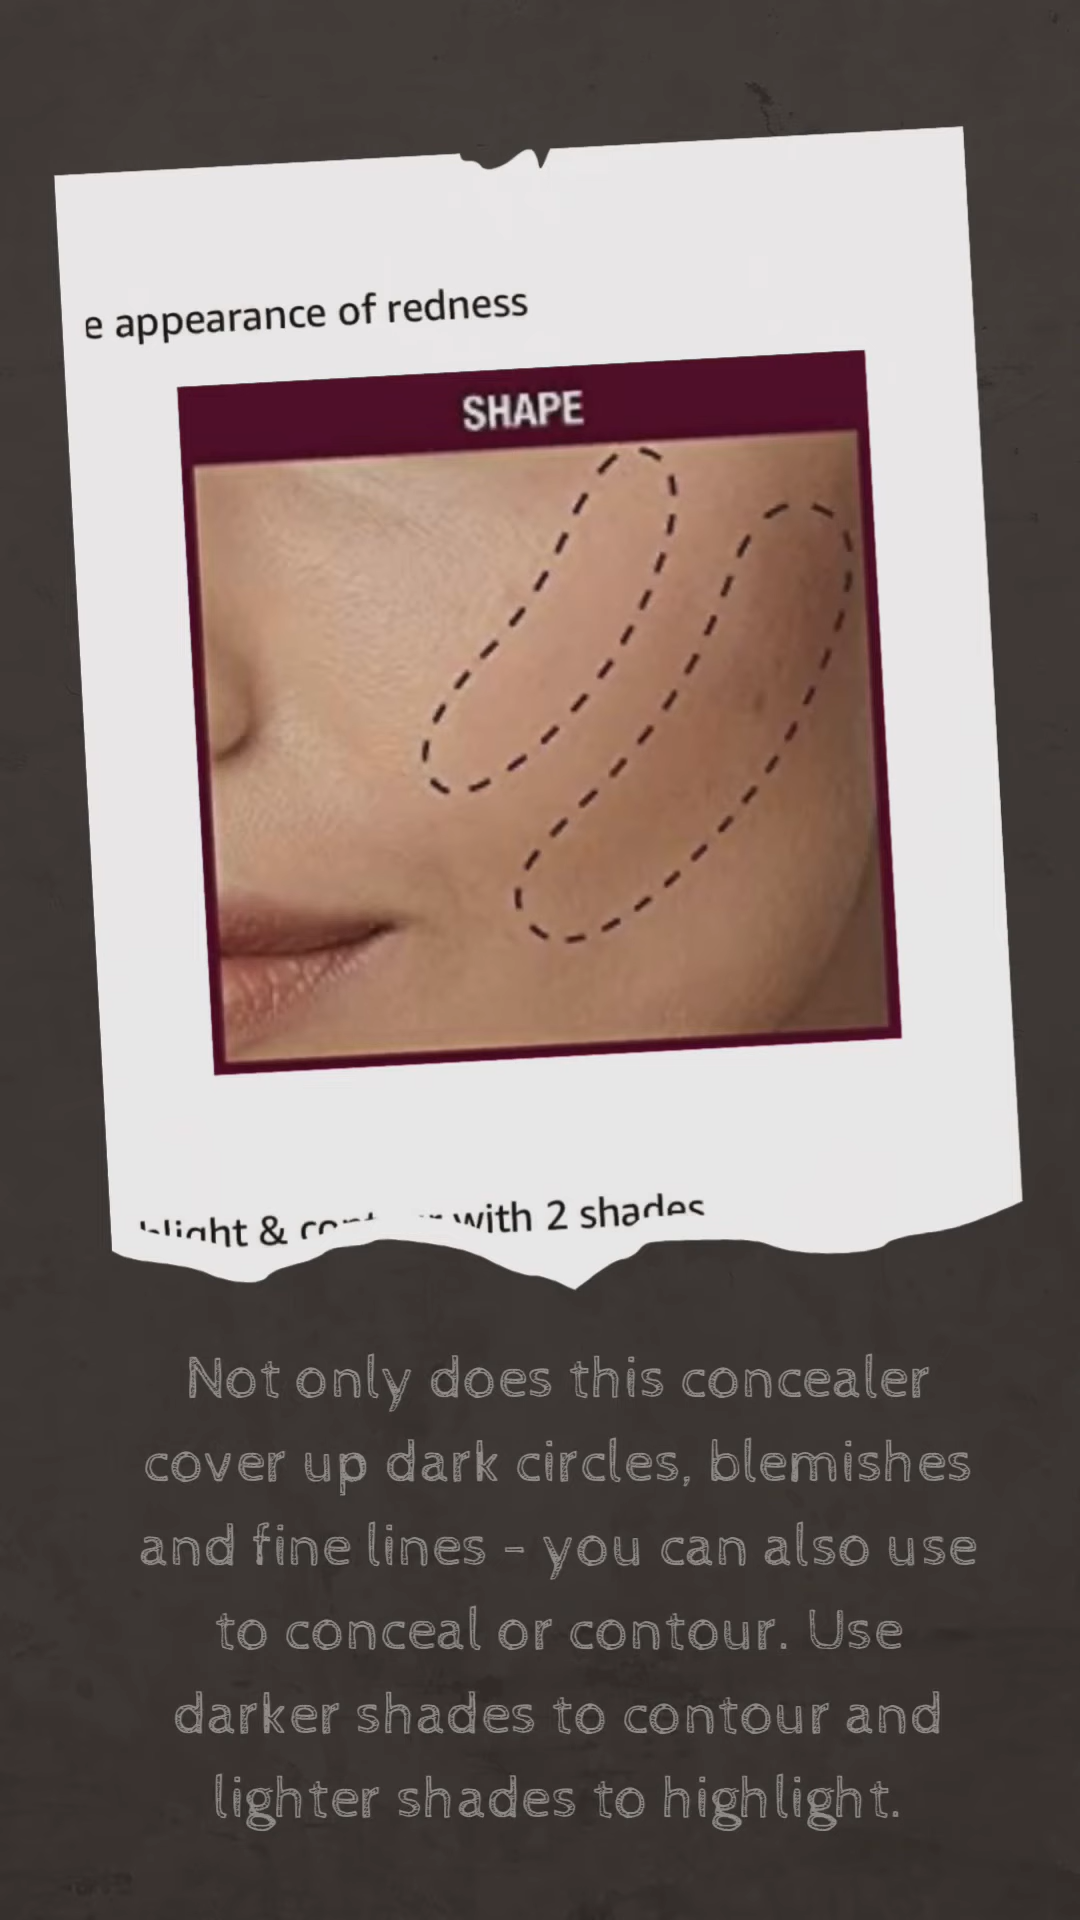 e appearance of redness
SHAPE
light & with 2 shades
Not only does this concealer
cover up dark circles, blemishes
and fine lines - you can also use
to conceal or contour. Use
darker shades to contour and
lighter shades to highlight.